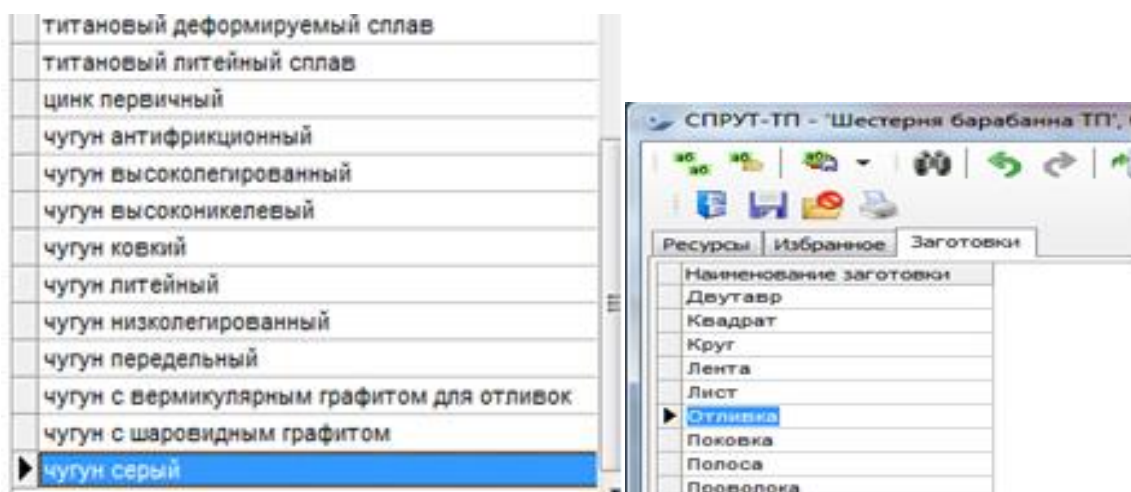 титановый деформируемый сплав
титановый литейный сплав
цинк первичный
чугун антифрикционный
чугун высоколегированный
чугун высоконикелевый
чугун ковкий
чугун литейный
чугун низколегированный
чугун передельный
чугун с вермикулярным графитом для отливок
чугун с шаровидным графитом
чугун серый
СПРУТ-ТП - "Шестерня барабанна ТП",
Ресурсы Избранное Заготовки
Наименование заготовки
Двутавр
Квадрат
Круг
Лента
Лист
Отливка
Поковка
Полоса
Проволока